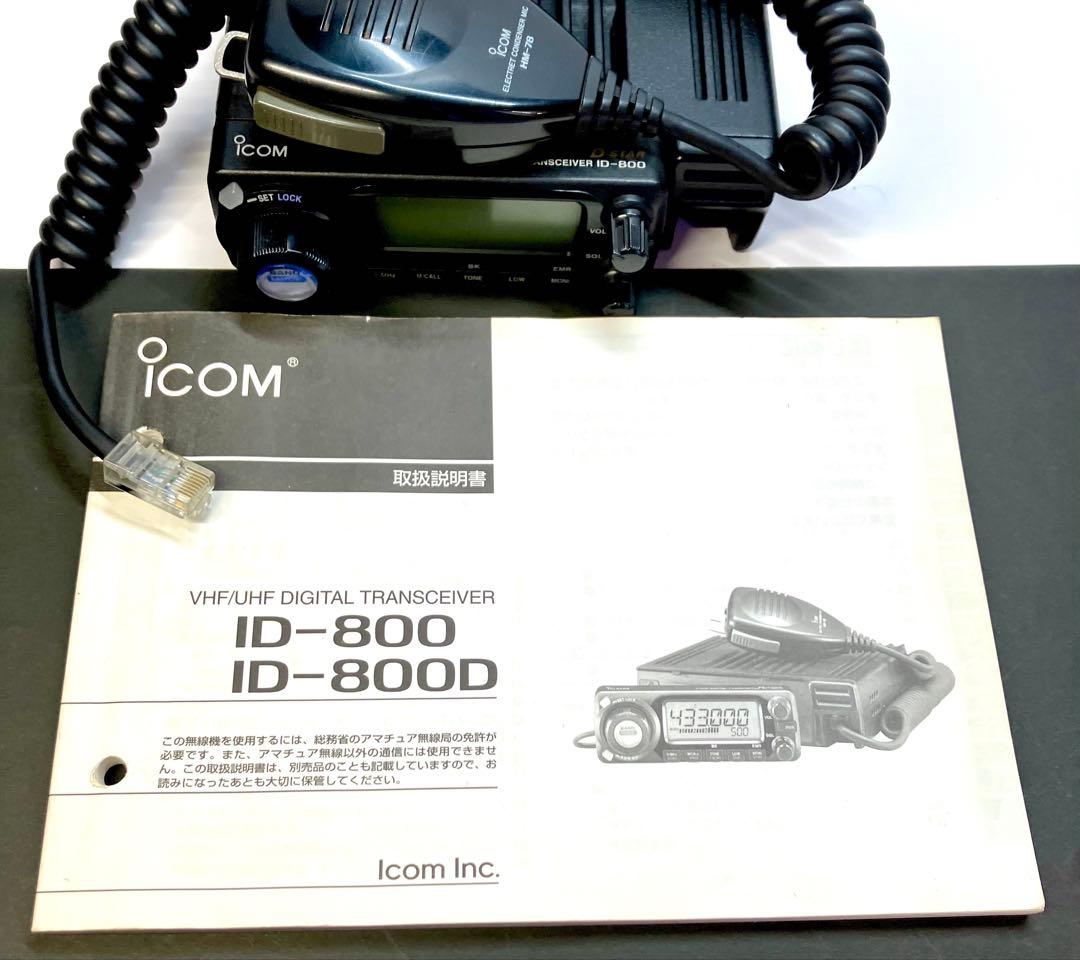 ICOM
ELECTRET CONDENSER MIC
HM-7B
ICOM
D-STAR
TRANSCEIVER ID-800
SET LOCK
VOL
SQL
BAND
BK
EMR
M.CALL
TONE
LOW
MONI
ICOM®
取扱説明書
VHF/UHF DIGITAL TRANSCEIVER
ID-800
ID-800D
この無線機を使用するには、総務省のアマチュア無線局の免許が
必要です。また、アマチュア無線以外の通信には使用できませ
ん。この取扱説明書は、別売品のことも記載していますので、お
読みになったあとも大切に保管してください。
Icom Inc.
433.000
500